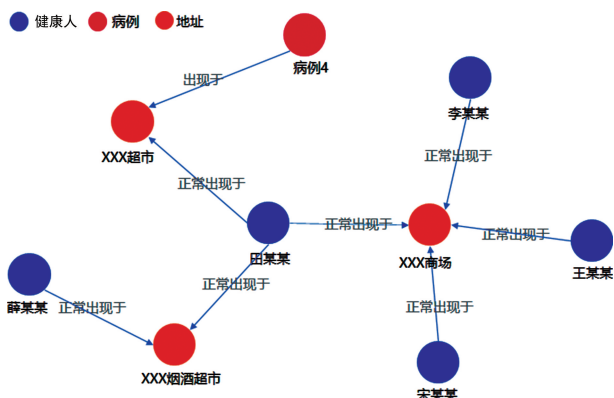 健康人
病例
地址
病例4
出现于
李某某
XXX超市
正常出现于
正常出现于
正常出现于
正常出现于
田某某
XXX商场
王某某
正常出现于
薛某某
正常出现于
正常出现于
XXX烟酒超市
宋某某